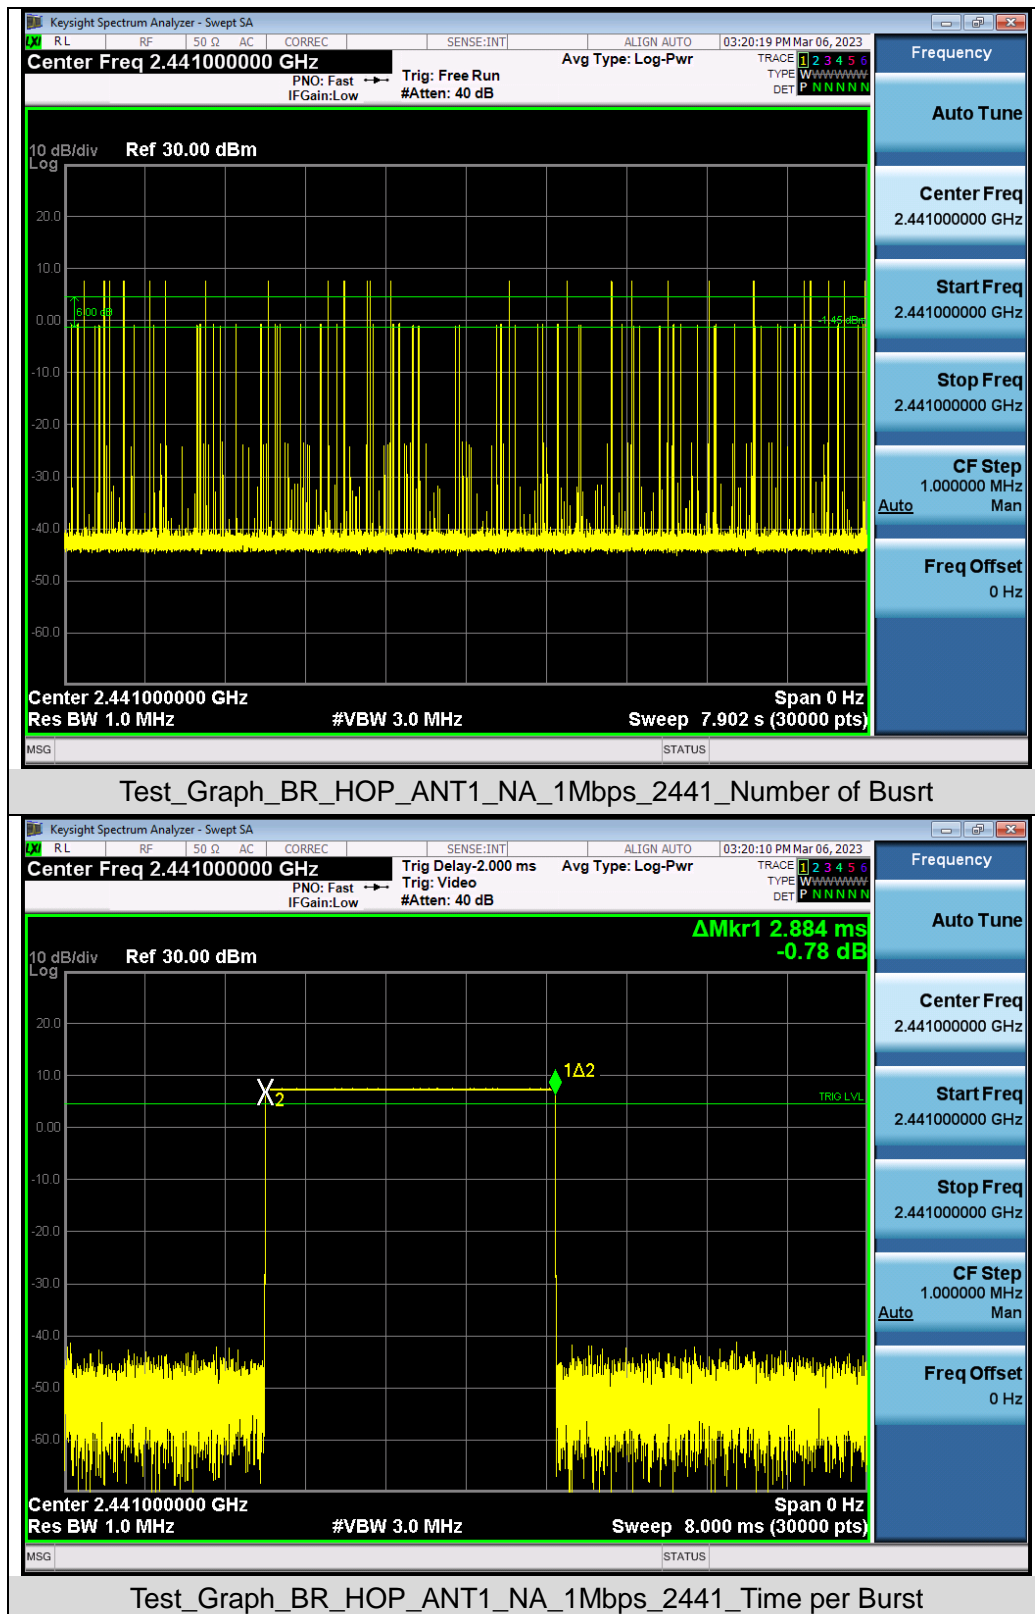 Keysight Spectrum Analyzer - Swept SA
LXI RL RF 50 Ω AC CORREC SENSE:INT ALIGN AUTO 03:20:19 PM Mar 06, 2023
Center Freq 2.441000000 GHz
PNO: Fast
IFGain:Low
Trig: Free Run
#Atten: 40 dB
Avg Type: Log-Pwr
TRACE 1 2 3 4 5 6
TYPE WWWWWW
DET P N N N N N
10 dB/div
Log
Ref 30.00 dBm
20.0
10.0
6.00 dB
0.00
-1.45 dBm
-10.0
-20.0
-30.0
-40.0
-50.0
-60.0
Center 2.441000000 GHz Span 0 Hz
Res BW 1.0 MHz #VBW 3.0 MHz Sweep 7.902 s (30000 pts)
MSG STATUS
Frequency
Auto Tune
Center Freq
2.441000000 GHz
Start Freq
2.441000000 GHz
Stop Freq
2.441000000 GHz
CF Step
1.000000 MHz
Auto Man
Freq Offset
0 Hz
Test_Graph_BR_HOP_ANT1_NA_1Mbps_2441_Number of Busrt
Keysight Spectrum Analyzer - Swept SA
LXI RL RF 50 Ω AC CORREC SENSE:INT ALIGN AUTO 03:20:10 PM Mar 06, 2023
Center Freq 2.441000000 GHz
PNO: Fast
IFGain:Low
Trig Delay-2.000 ms
Trig: Video
#Atten: 40 dB
Avg Type: Log-Pwr
TRACE 1 2 3 4 5 6
TYPE WWWWWW
DET P N N N N N
ΔMkr1 2.884 ms
-0.78 dB
10 dB/div
Log
Ref 30.00 dBm
20.0
10.0
X2
1Δ2
TRIG LVL
0.00
-10.0
-20.0
-30.0
-40.0
-50.0
-60.0
Center 2.441000000 GHz Span 0 Hz
Res BW 1.0 MHz #VBW 3.0 MHz Sweep 8.000 ms (30000 pts)
MSG STATUS
Frequency
Auto Tune
Center Freq
2.441000000 GHz
Start Freq
2.441000000 GHz
Stop Freq
2.441000000 GHz
CF Step
1.000000 MHz
Auto Man
Freq Offset
0 Hz
Test_Graph_BR_HOP_ANT1_NA_1Mbps_2441_Time per Burst